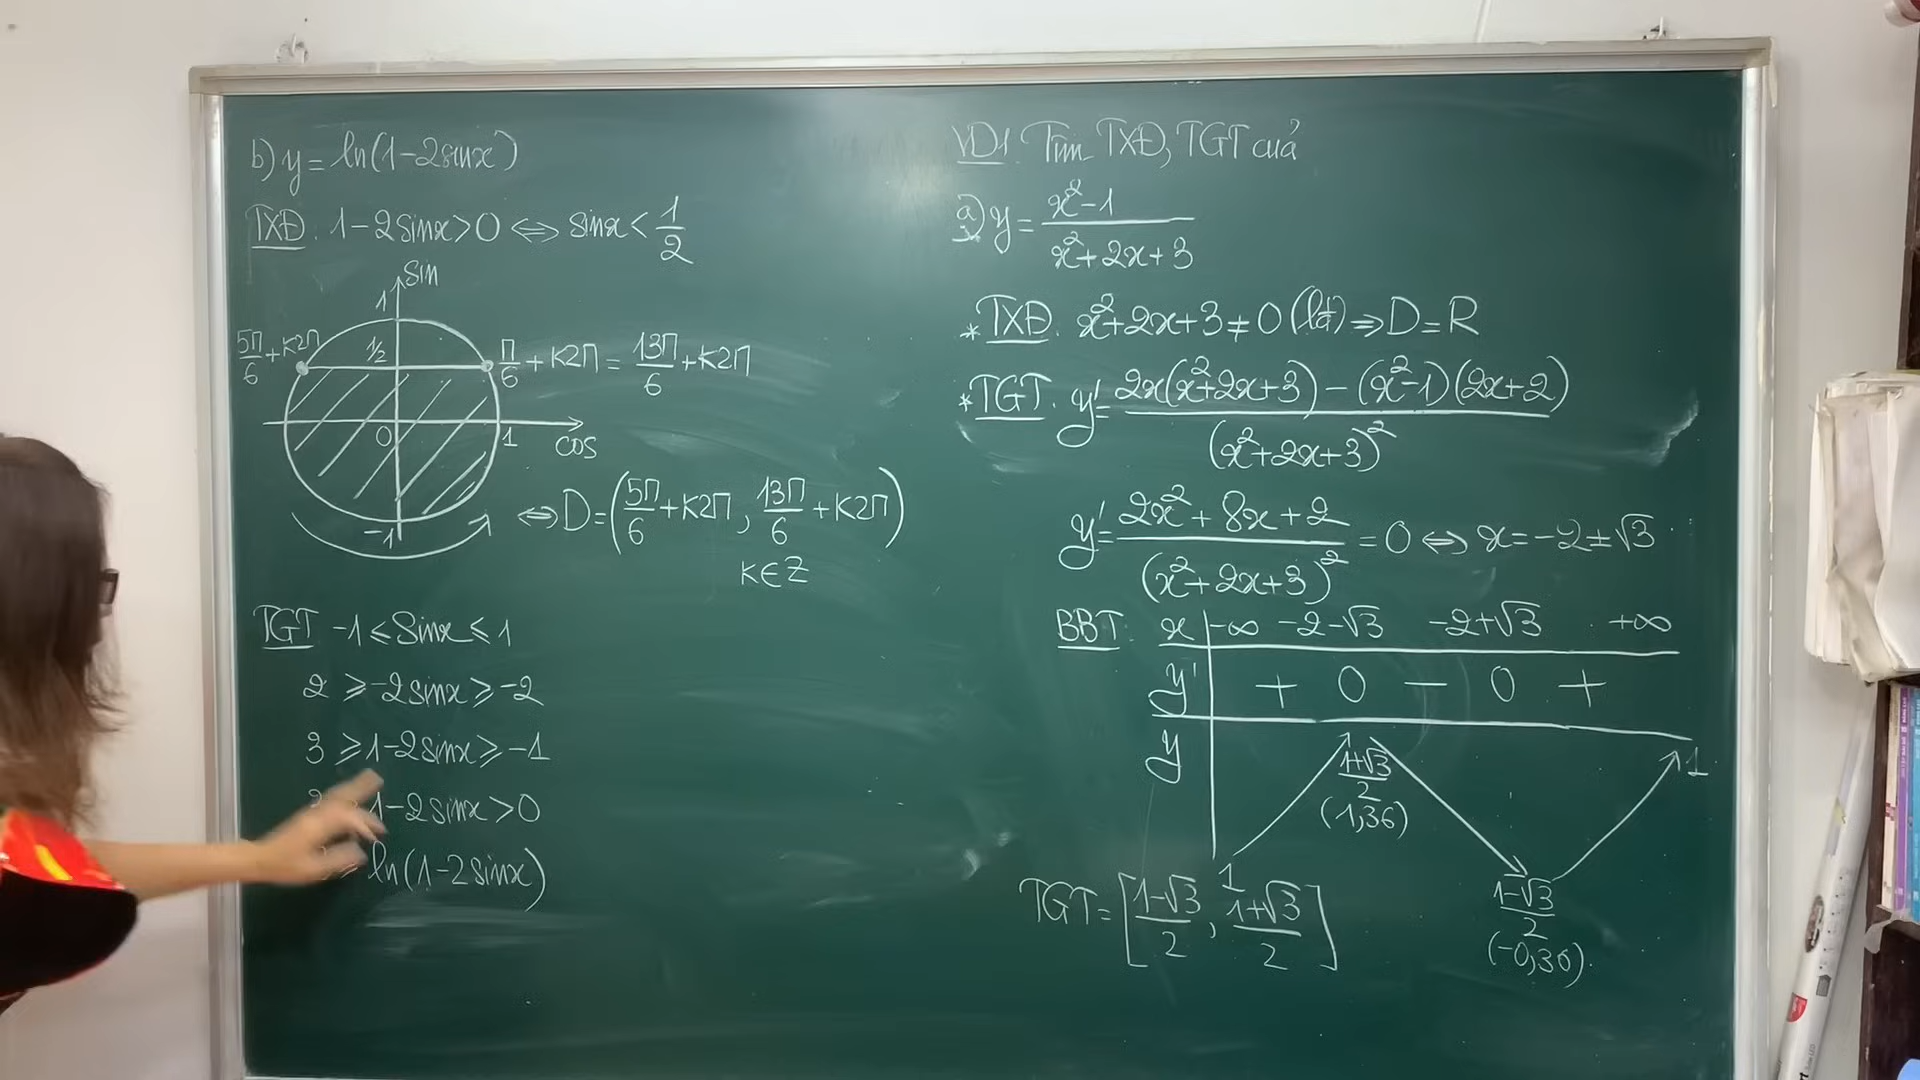 b) y = ln(1-2sinx)
TXĐ. 1-2sinx>0 ⇔ sinx < 1/2
sin
1
5π/6 + K2π
1/2
π/6 + K2π = 13π/6 + K2π
0
1
cos
-1
⇔ D = (5π/6 + K2π, 13π/6 + K2π)
K∈Z
TGT -1 ≤ Sinx ≤ 1
2 ≥ -2sinx ≥ -2
3 ≥ 1-2sinx ≥ -1
1-2sinx > 0
≥ ln(1-2sinx)
VD1. Tìm TXĐ, TGT của
a) y = (x²-1)/(x²+2x+3)
* TXĐ. x²+2x+3 ≠ 0 (lđ) ⇒ D = R
* TGT. y' = (2x(x²+2x+3) - (x²-1)(2x+2))/(x²+2x+3)²
y' = (2x²+8x+2)/(x²+2x+3)² = 0 ⇔ x = -2±√3
BBT. x -∞ -2-√3 -2+√3 +∞
y' + 0 - 0 +
y
1
(1+√3)/2
(1,36)
1
(1-√3)/2
(-0,36).
TGT = [(1-√3)/2, (1+√3)/2]